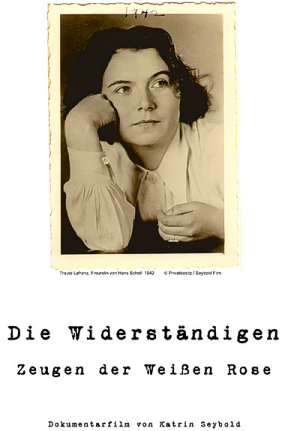 1942
Traute Lafrenz, Freundin von Hans Scholl 1942 © Privatbesitz / Seybold Film
Die Widerständigen
Zeugen der Weißen Rose
Dokumentarfilm von Katrin Seybold